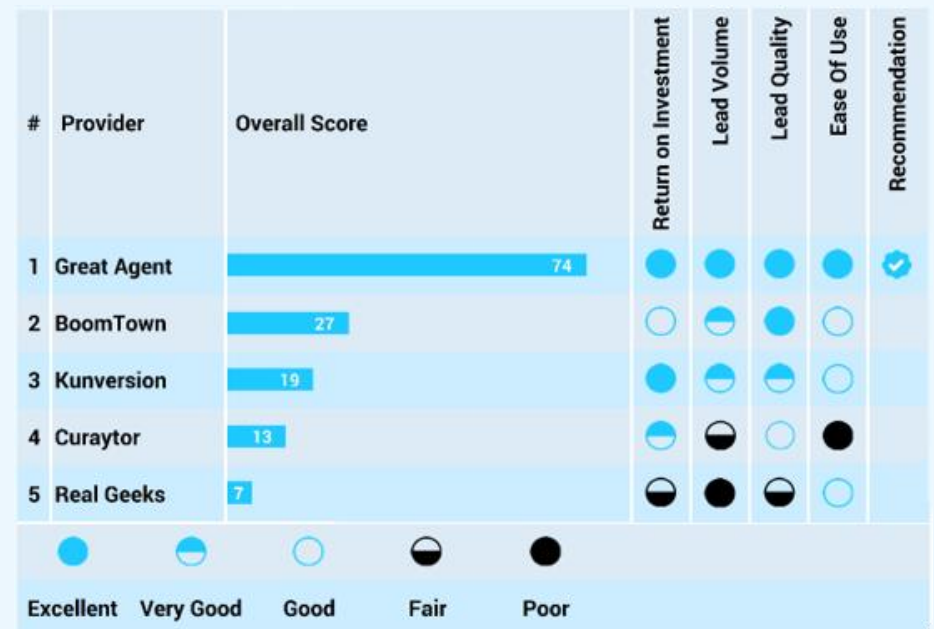 # Provider Overall Score Return on Investment Lead Volume Lead Quality Ease Of Use Recommendation
1 Great Agent 74
2 BoomTown 27
3 Kunversion 19
4 Curaytor 13
5 Real Geeks 7
Excellent Very Good Good Fair Poor